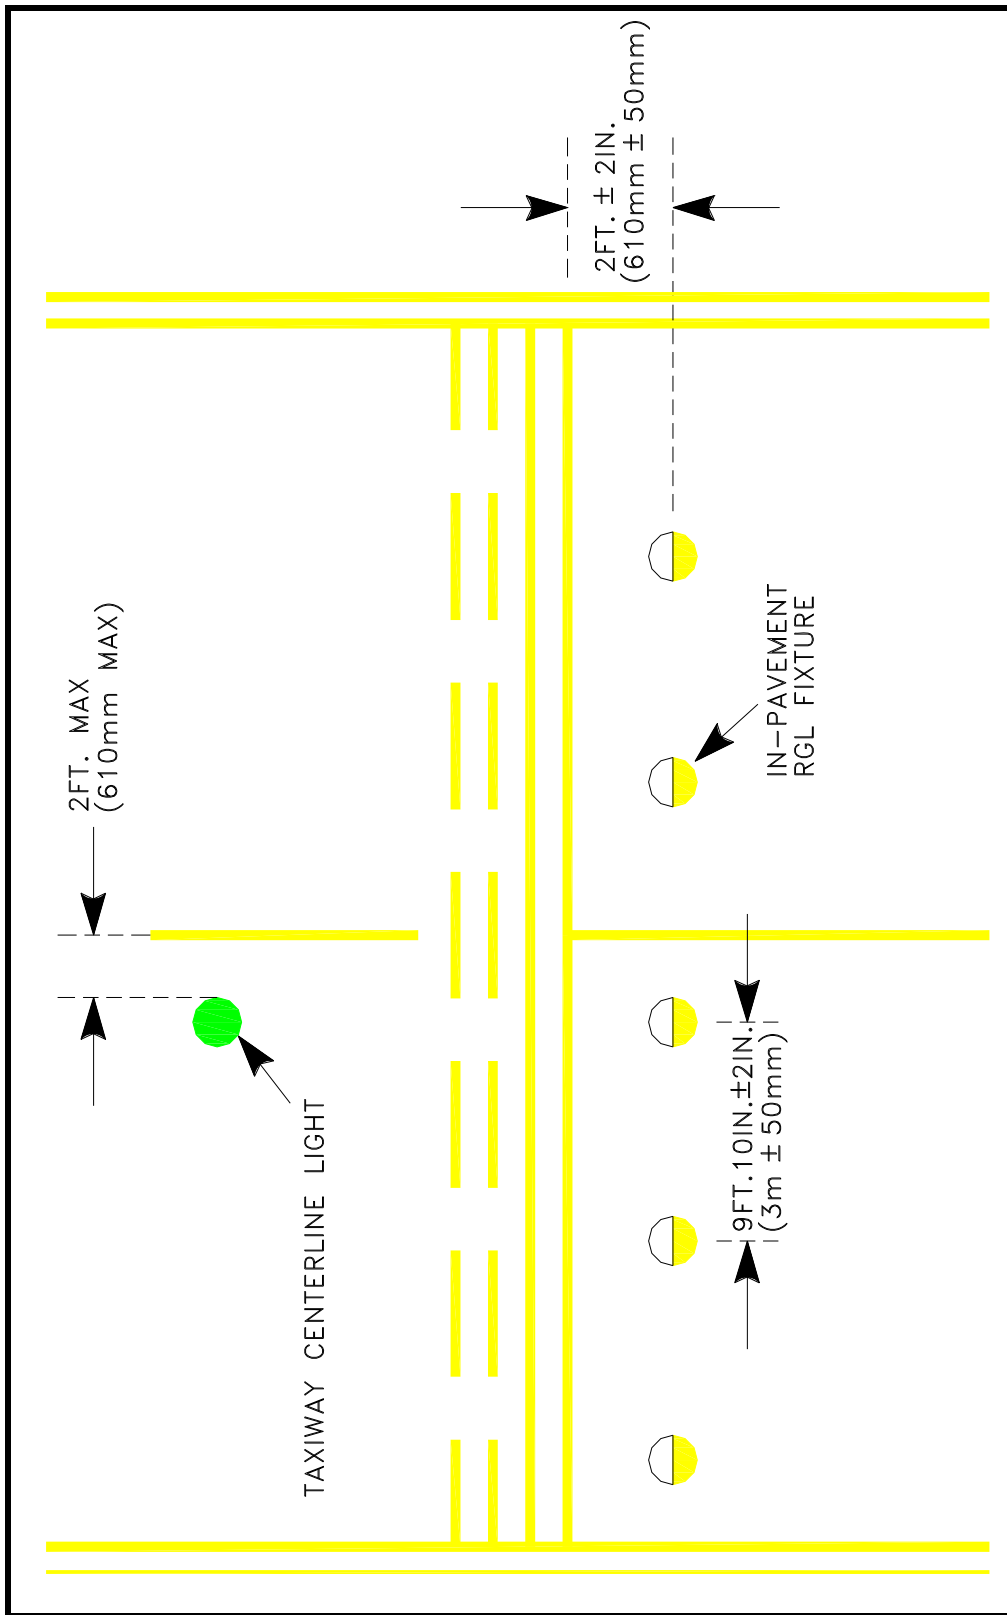 2FT. MAX
(610mm MAX)
TAXIWAY CENTERLINE LIGHT
2FT. ± 2IN.
(610mm ± 50mm)
9FT.10IN.±2IN.
(3m ± 50mm)
IN-PAVEMENT
RGL FIXTURE